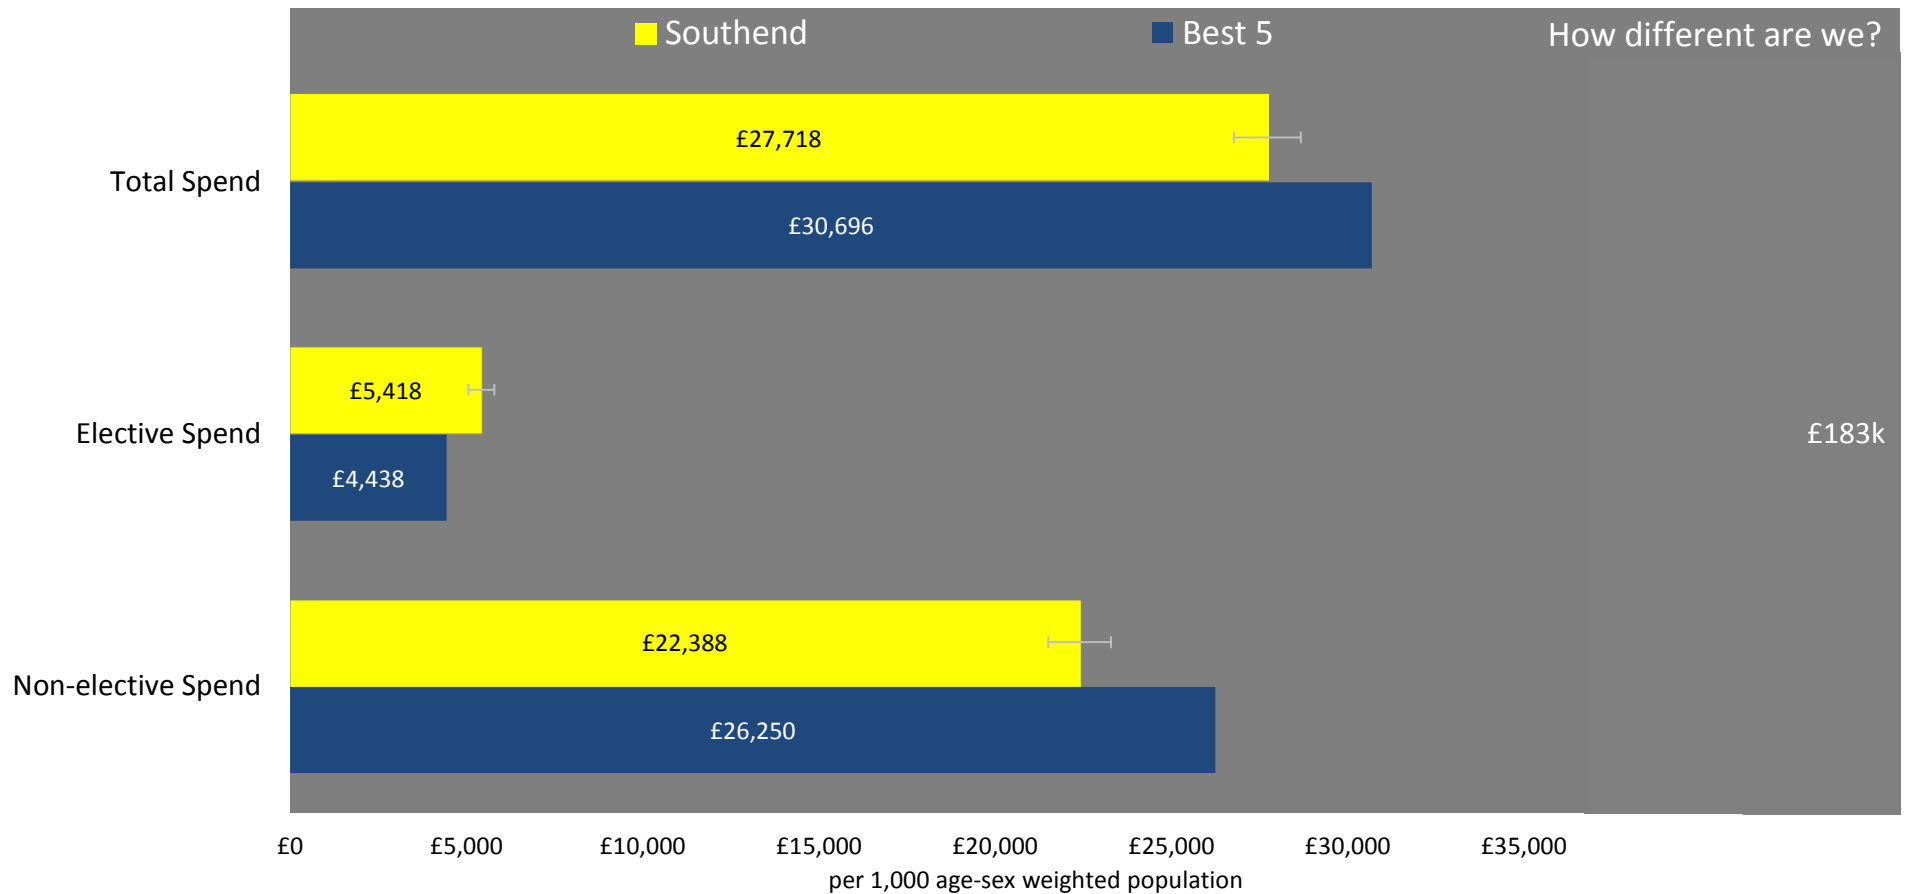 Southend
Best 5
How different are we?
Total Spend
£27,718
£30,696
Elective Spend
£5,418
£4,438
£183k
Non-elective Spend
£22,388
£26,250
£0 £5,000 £10,000 £15,000 £20,000 £25,000 £30,000 £35,000
per 1,000 age-sex weighted population